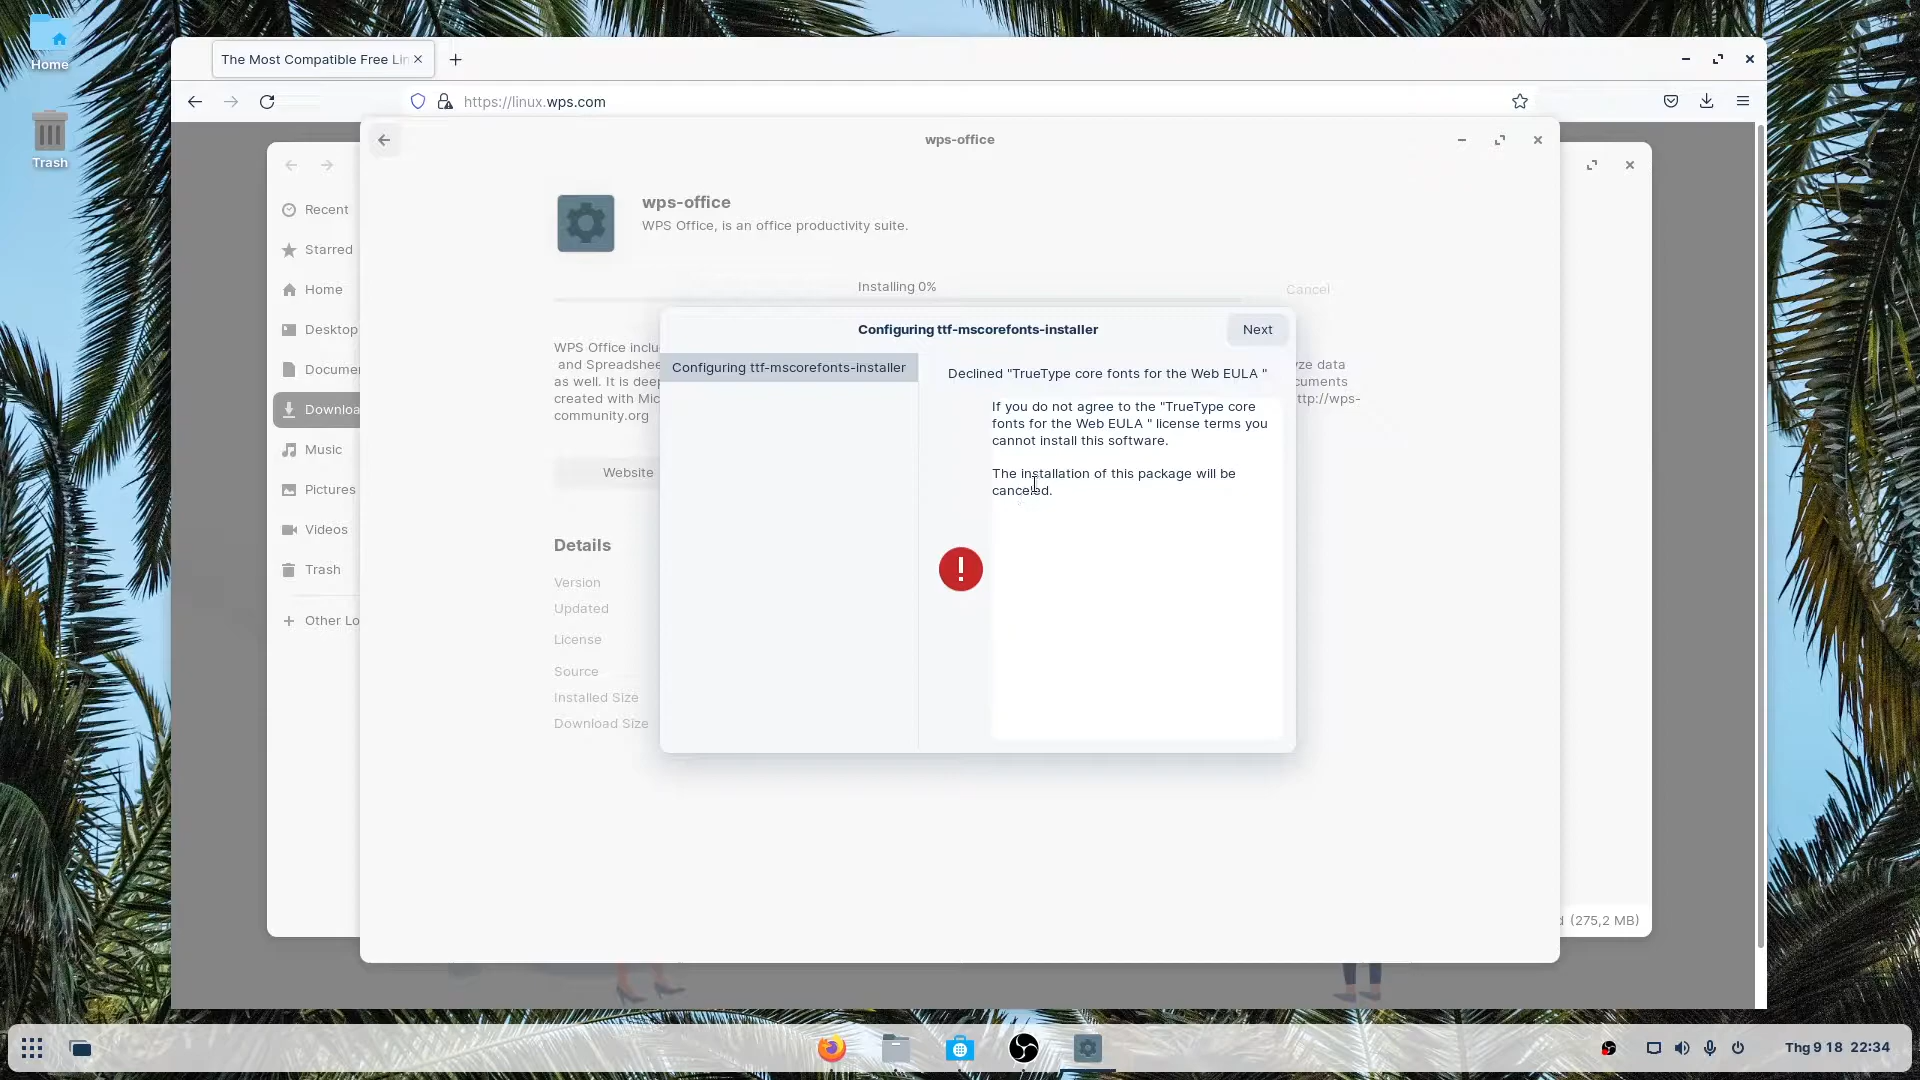 Home
Trash
The Most Compatible Free Lin
https://linux.wps.com
Recent
Starred
Home
Desktop
Documen
Downloa
Music
Pictures
Videos
Trash
Other Lo
(275,2 MB)
wps-office
wps-office
WPS Office, is an office productivity suite.
Installing 0%
Cancel
WPS Office inclu
and Spreadshee
as well. It is deep
created with Mic
community.org
yze data
cuments
ttp://wps-
Website
Details
Version
Updated
License
Source
Installed Size
Download Size
Configuring ttf-mscorefonts-installer
Next
Configuring ttf-mscorefonts-installer
Declined "TrueType core fonts for the Web EULA "
If you do not agree to the "TrueType core
fonts for the Web EULA " license terms you
cannot install this software.
The installation of this package will be
canceled.
Thg 9 18 22:34